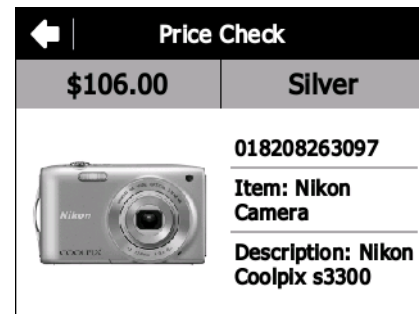 Price Check
$106.00 Silver
018208263097
Item: Nikon
Camera
Description: Nikon
Coolpix s3300
Nikon
COOLPIX